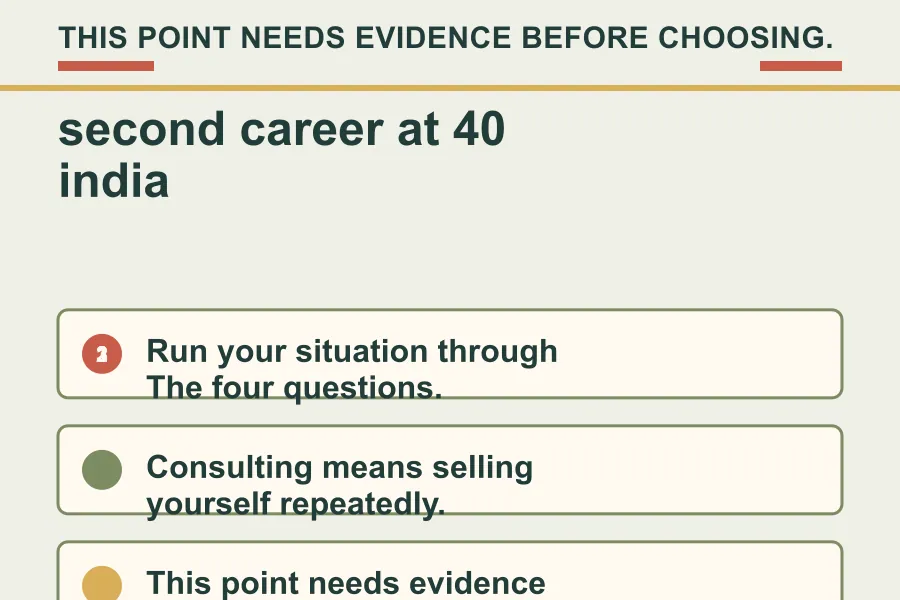 THIS POINT NEEDS EVIDENCE BEFORE CHOOSING.
second career at 40
india
Run your situation through
The four questions.
Consulting means selling
yourself repeatedly.
This point needs evidence